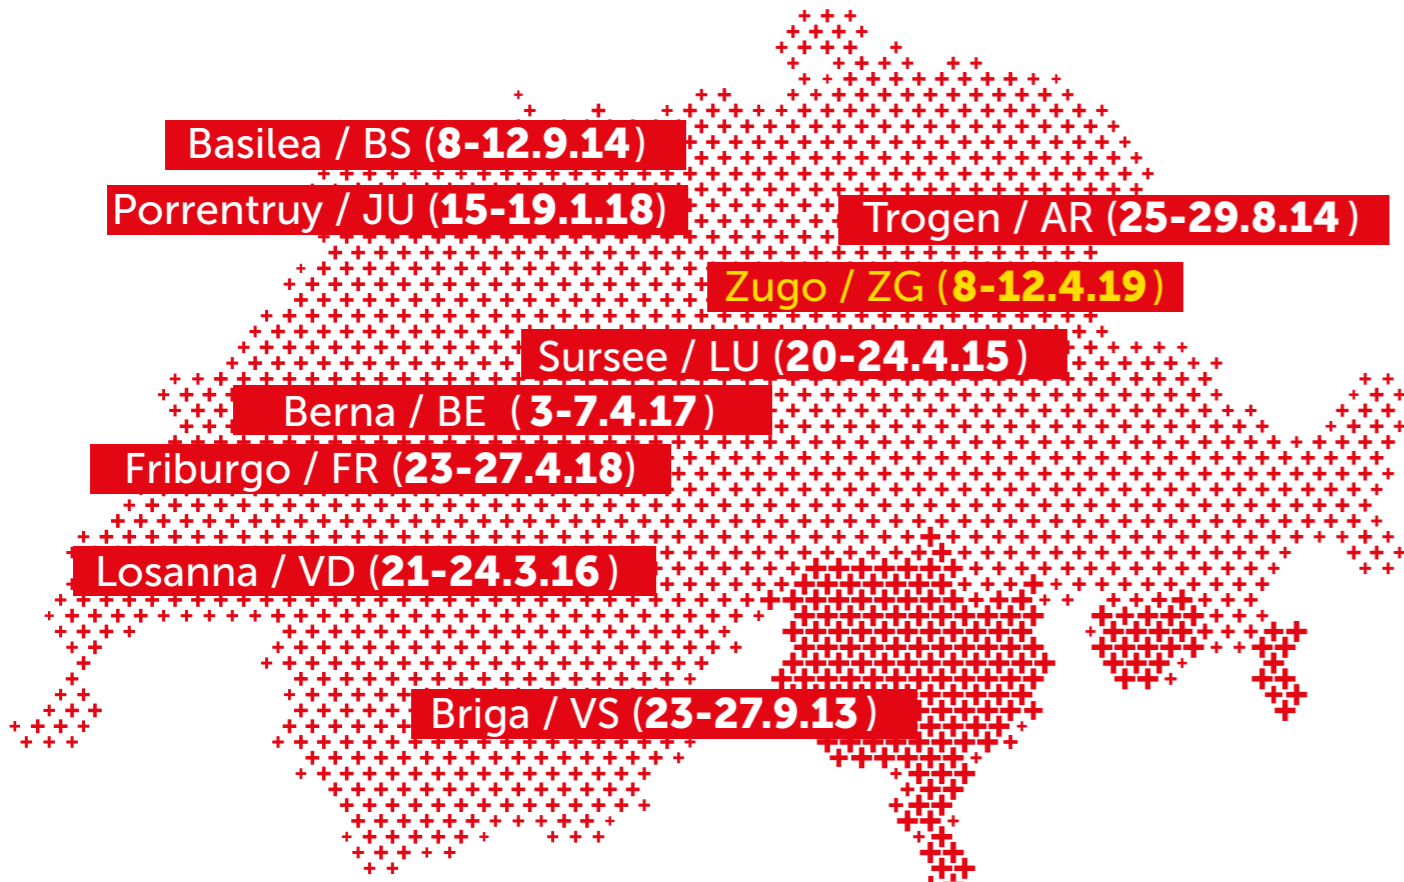 Basilea / BS (8-12.9.14)
Porrentruy / JU (15-19.1.18)
Trogen / AR (25-29.8.14)
Zugo / ZG (8-12.4.19)
Sursee / LU (20-24.4.15)
Berna / BE (3-7.4.17)
Friburgo / FR (23-27.4.18)
Losanna / VD (21-24.3.16)
Briga / VS (23-27.9.13)